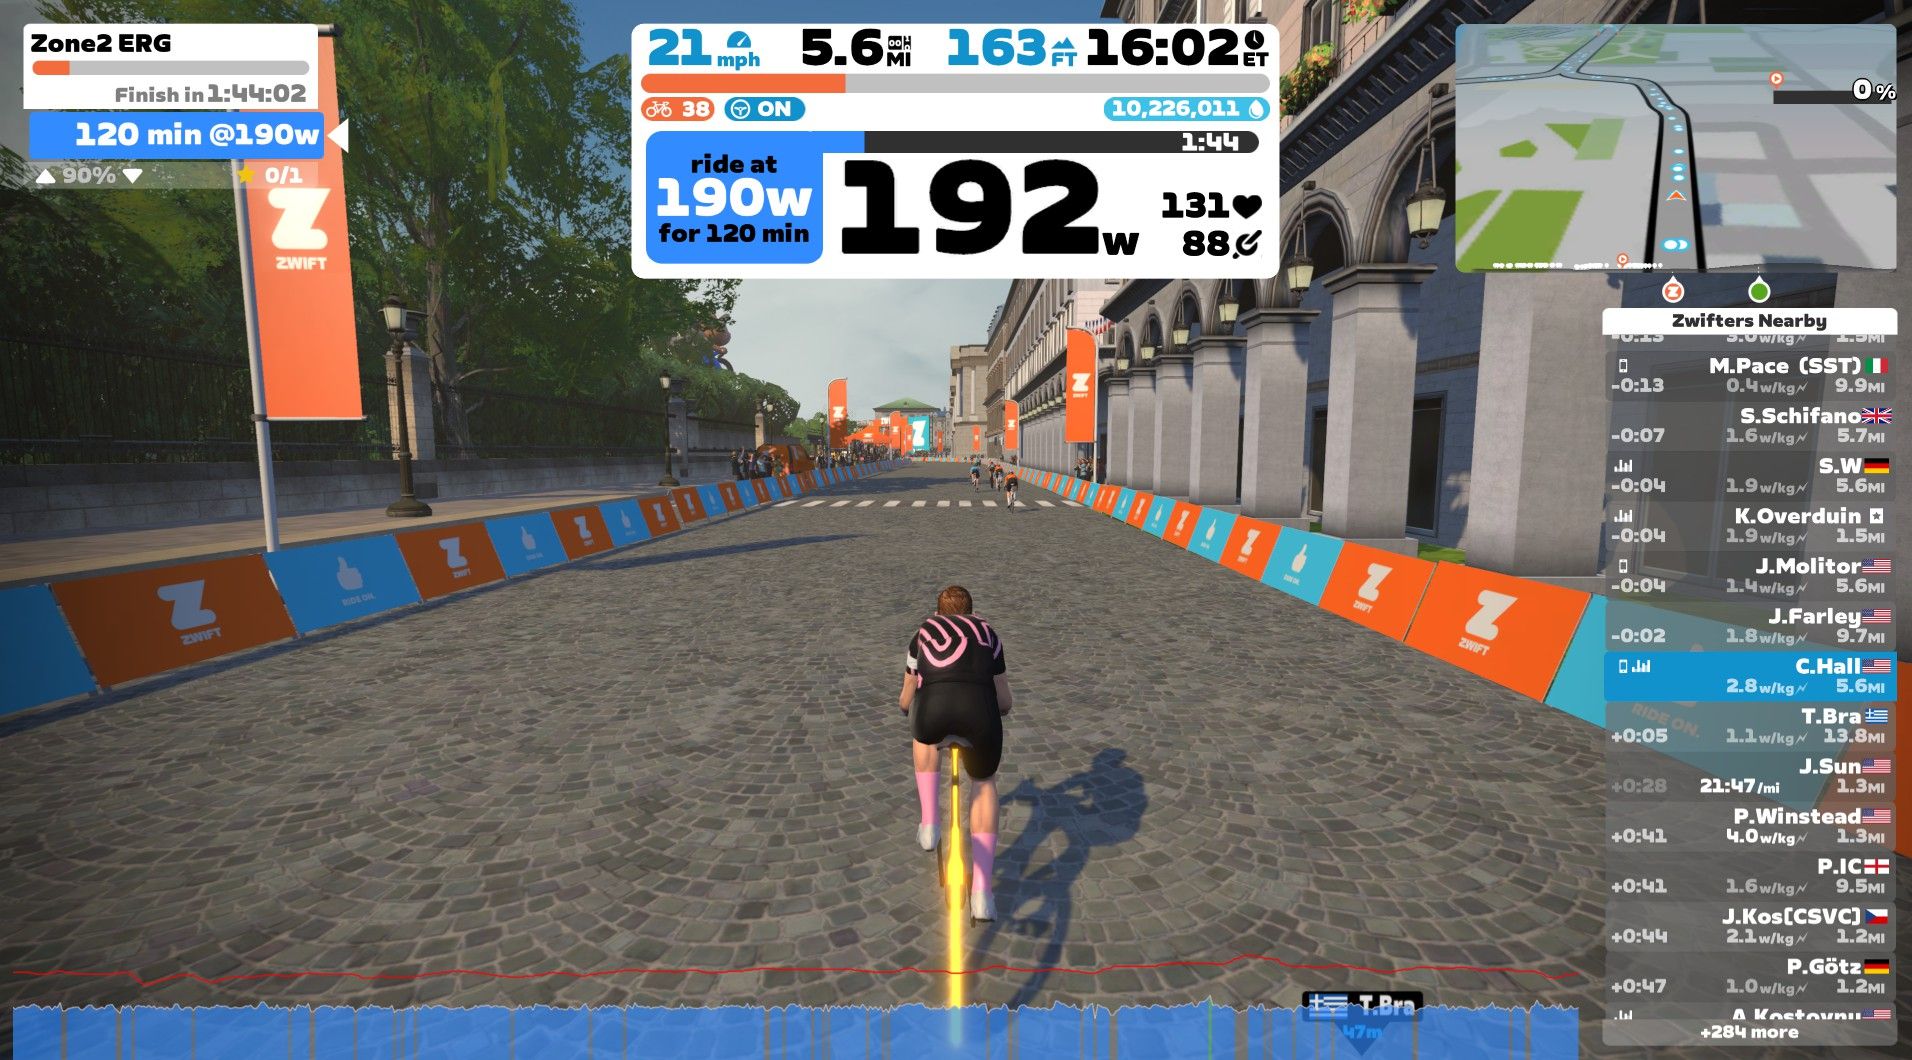 Zone2 ERG
Finish in 1:44:02
120 min @190w
90%
0/1
21 mph 5.6 MI 163 FT 16:02 ET
38 ON 10,226,011
1:44
ride at
190w
for 120 min
192w
131
88
0%
Zwifters Nearby
M.Pace (SST)
-0:13 0.4w/kg 9.9MI
S.Schifano
-0:07 1.6w/kg 5.7MI
S.W
-0:04 1.9w/kg 5.6MI
K.Overduin
-0:04 1.9w/kg 1.5MI
J.Molitor
-0:04 1.4w/kg 5.6MI
J.Farley
-0:02 1.8w/kg 9.7MI
C.Hall
2.8w/kg 5.6MI
T.Bra
+0:05 1.1w/kg 13.8MI
J.Sun
+0:28 21:47/mi 1.3MI
P.Winstead
+0:41 4.0w/kg 1.3MI
P.IC
+0:41 1.6w/kg 9.5MI
J.Kos[CSVC]
+0:44 2.1w/kg 1.2MI
P.Götz
+0:47 1.0w/kg 1.2MI
+284 more
Z
ZWIFT
Z
ZWIFT
RIDE ON.
Z
ZWIFT
Z
ZWIFT
Z
ZWIFT
RIDE ON.
T.Bra
47m